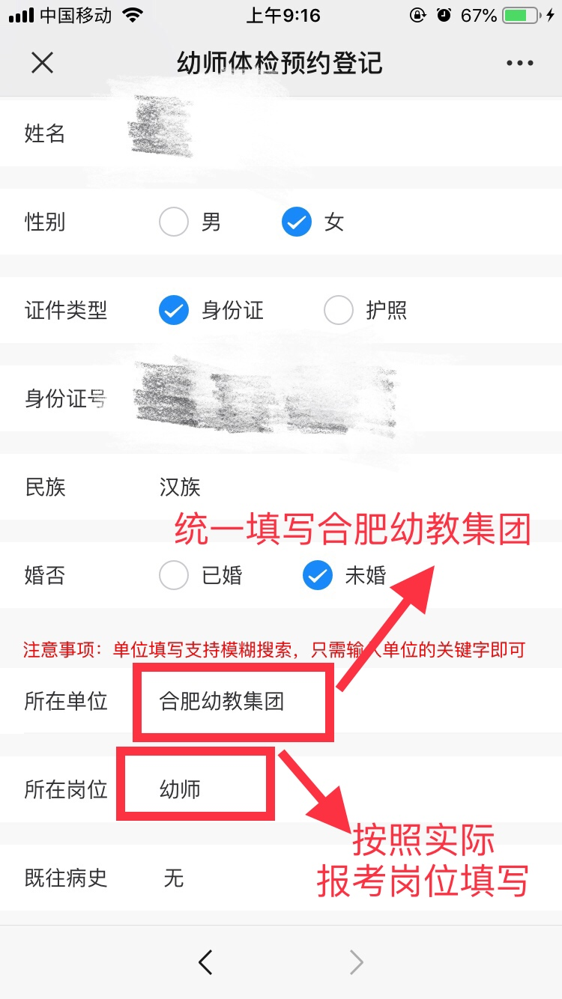 中国移动 上午9:16 67%
幼师体检预约登记
姓名
性别 男 女
证件类型 身份证 护照
身份证号
民族 汉族
统一填写合肥幼教集团
婚否 已婚 未婚
注意事项：单位填写支持模糊搜索，只需输入单位的关键字即可
所在单位 合肥幼教集团
所在岗位 幼师
按照实际
报考岗位填写
既往病史 无